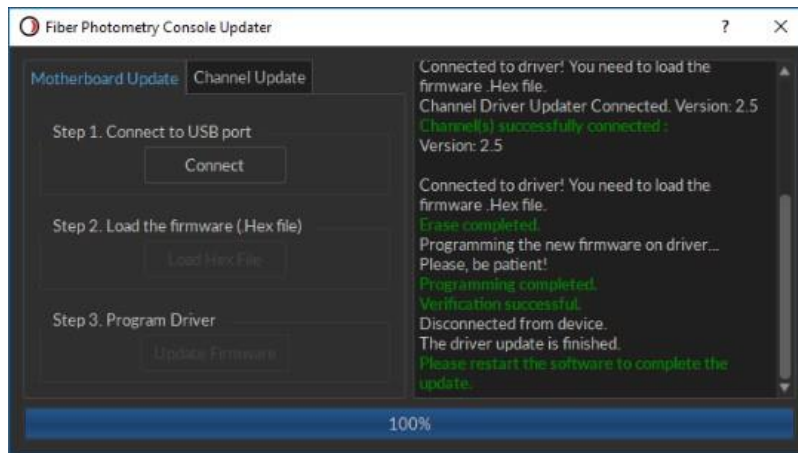 Fiber Photometry Console Updater
Motherboard Update
Channel Update
Step 1. Connect to USB port
Connect
Step 2. Load the firmware (.Hex file)
Load Hex File
Step 3. Program Driver
Update Firmware
Connected to driver! You need to load the
firmware .Hex file.
Channel Driver Updater Connected. Version: 2.5
Channel(s) successfully connected :
Version: 2.5
Connected to driver! You need to load the
firmware .Hex file.
Erase completed.
Programming the new firmware on driver...
Please, be patient!
Programming completed.
Verification successful.
Disconnected from device.
The driver update is finished.
Please restart the software to complete the
update.
100%